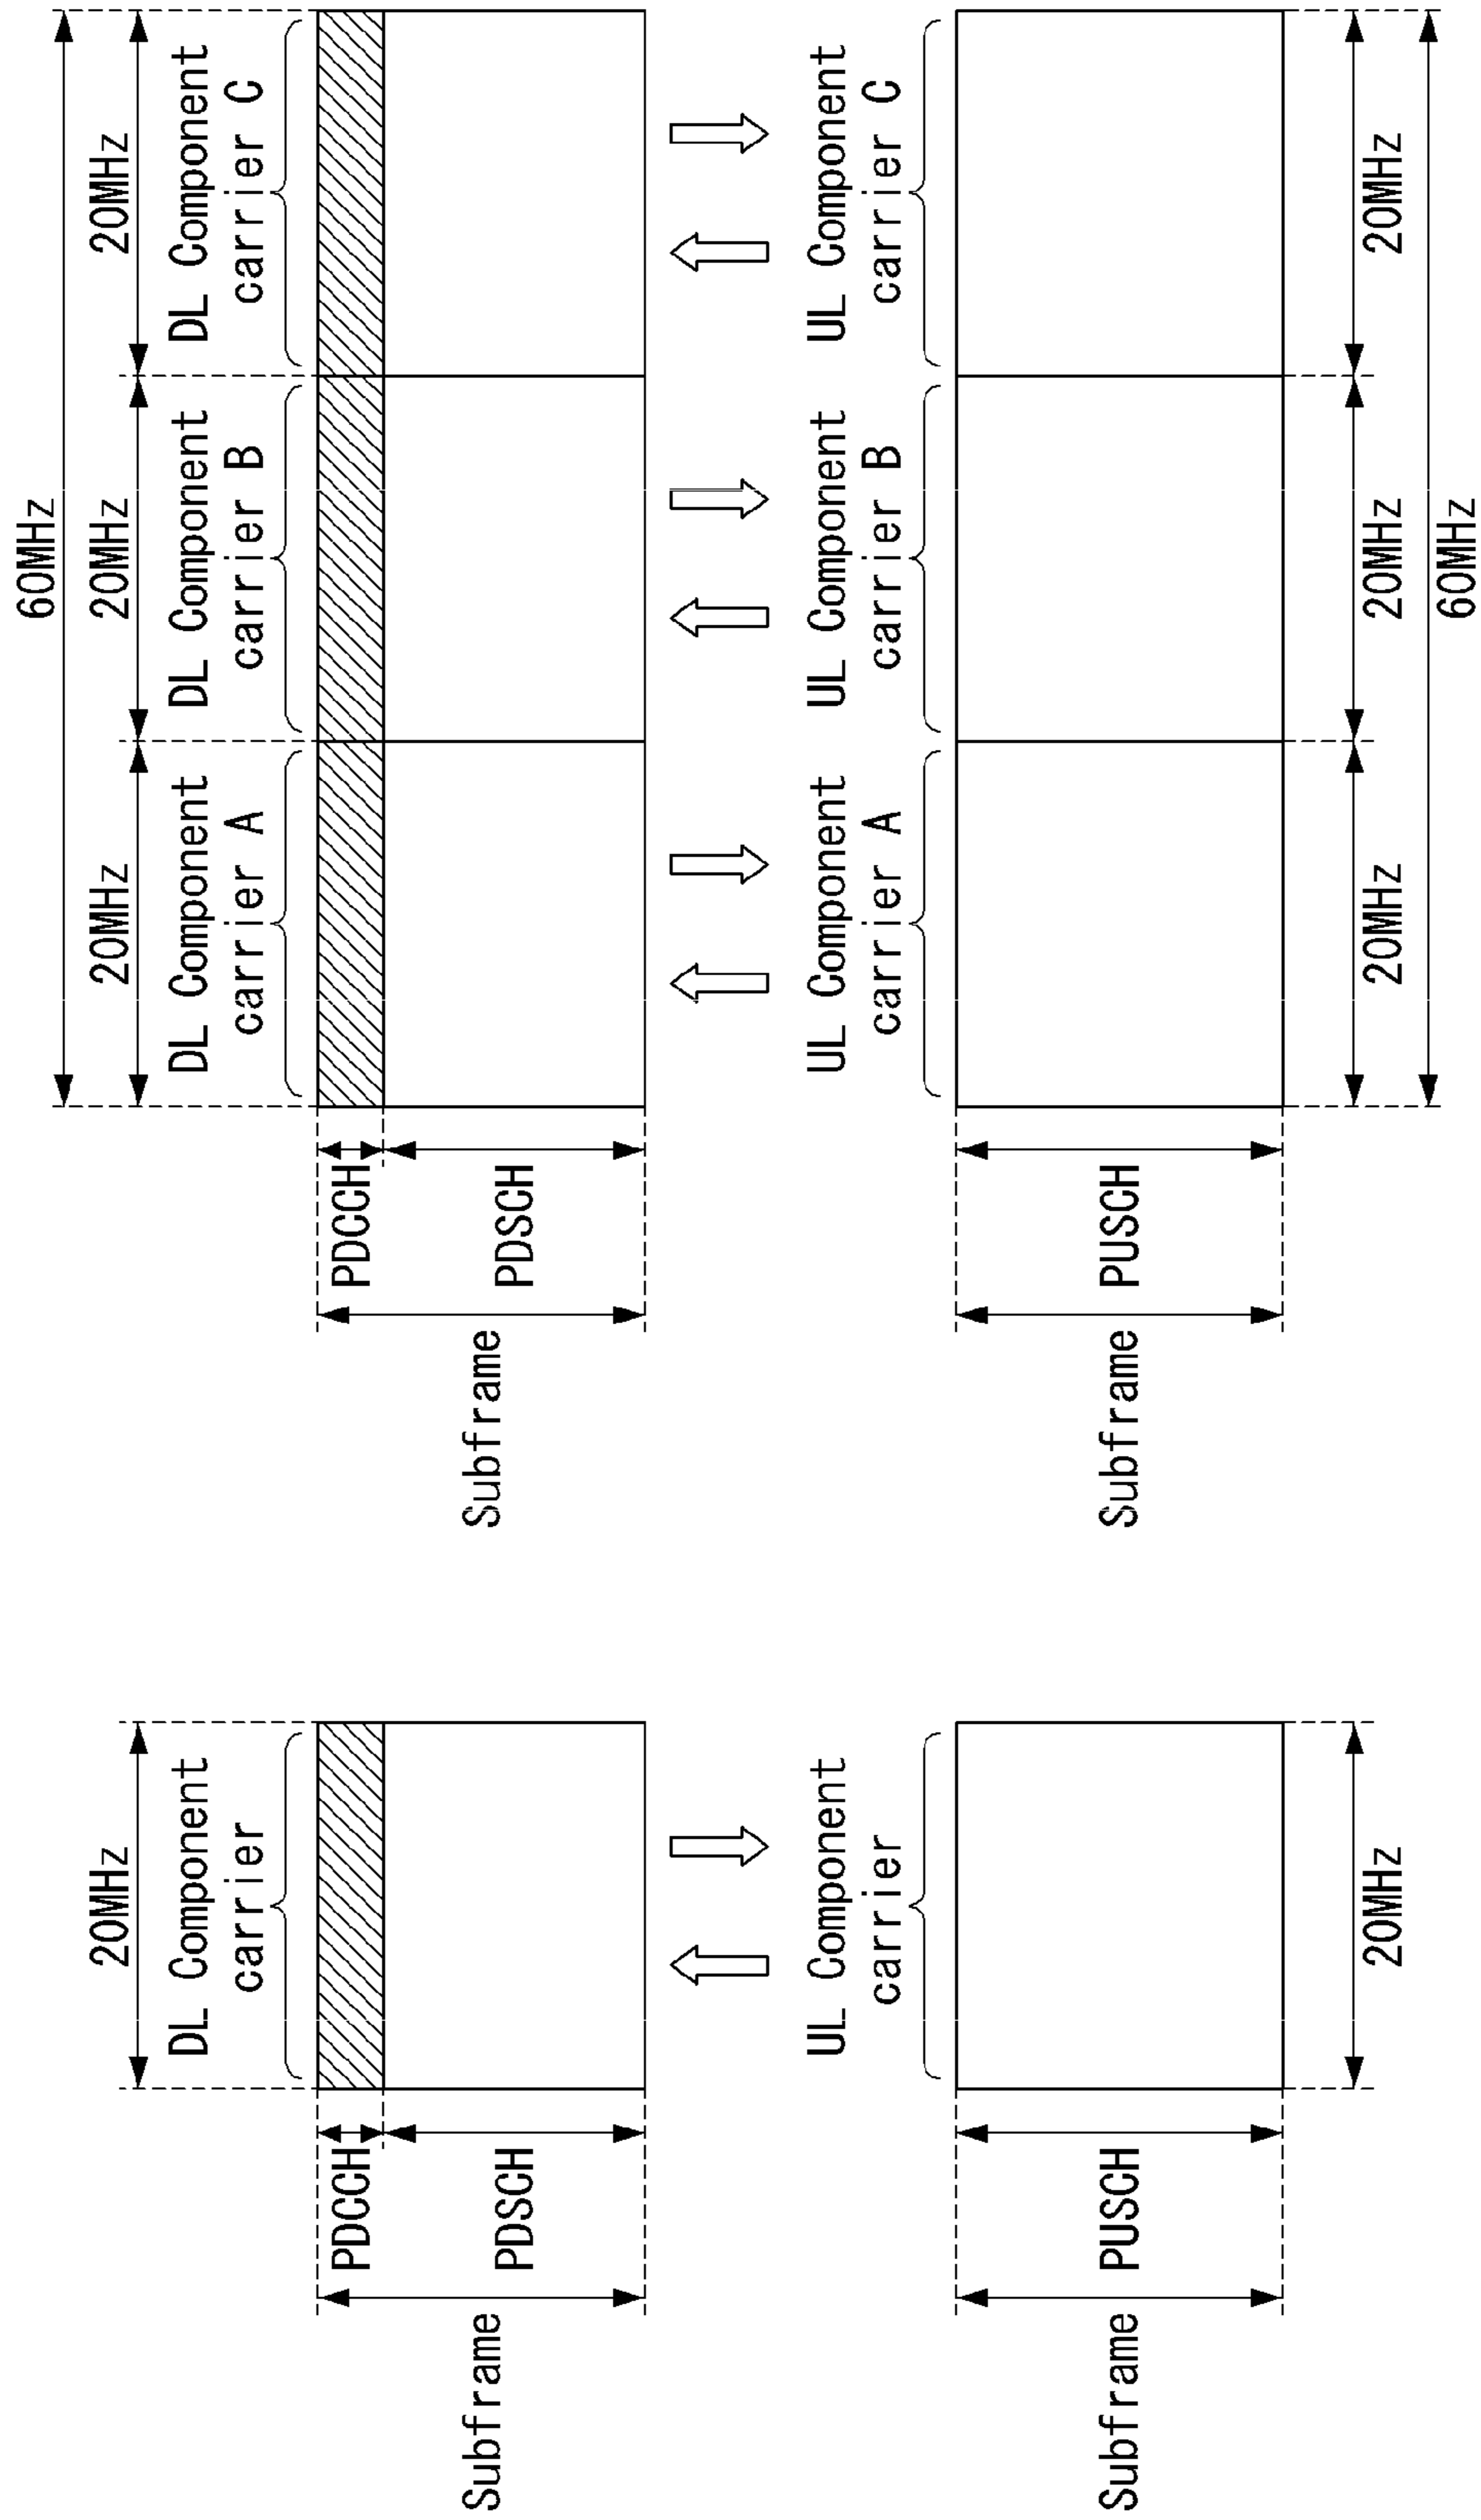 20MHz
DL Component
carrier
PDCCH
PDSCH
Subframe
UL Component
carrier
PUSCH
Subframe
20MHz
60MHz
20MHz
20MHz
20MHz
DL Component
carrier A
DL Component
carrier B
DL Component
carrier C
PDCCH
PDSCH
Subframe
UL Component
carrier A
UL Component
carrier B
UL Component
carrier C
PUSCH
Subframe
20MHz
20MHz
20MHz
60MHz